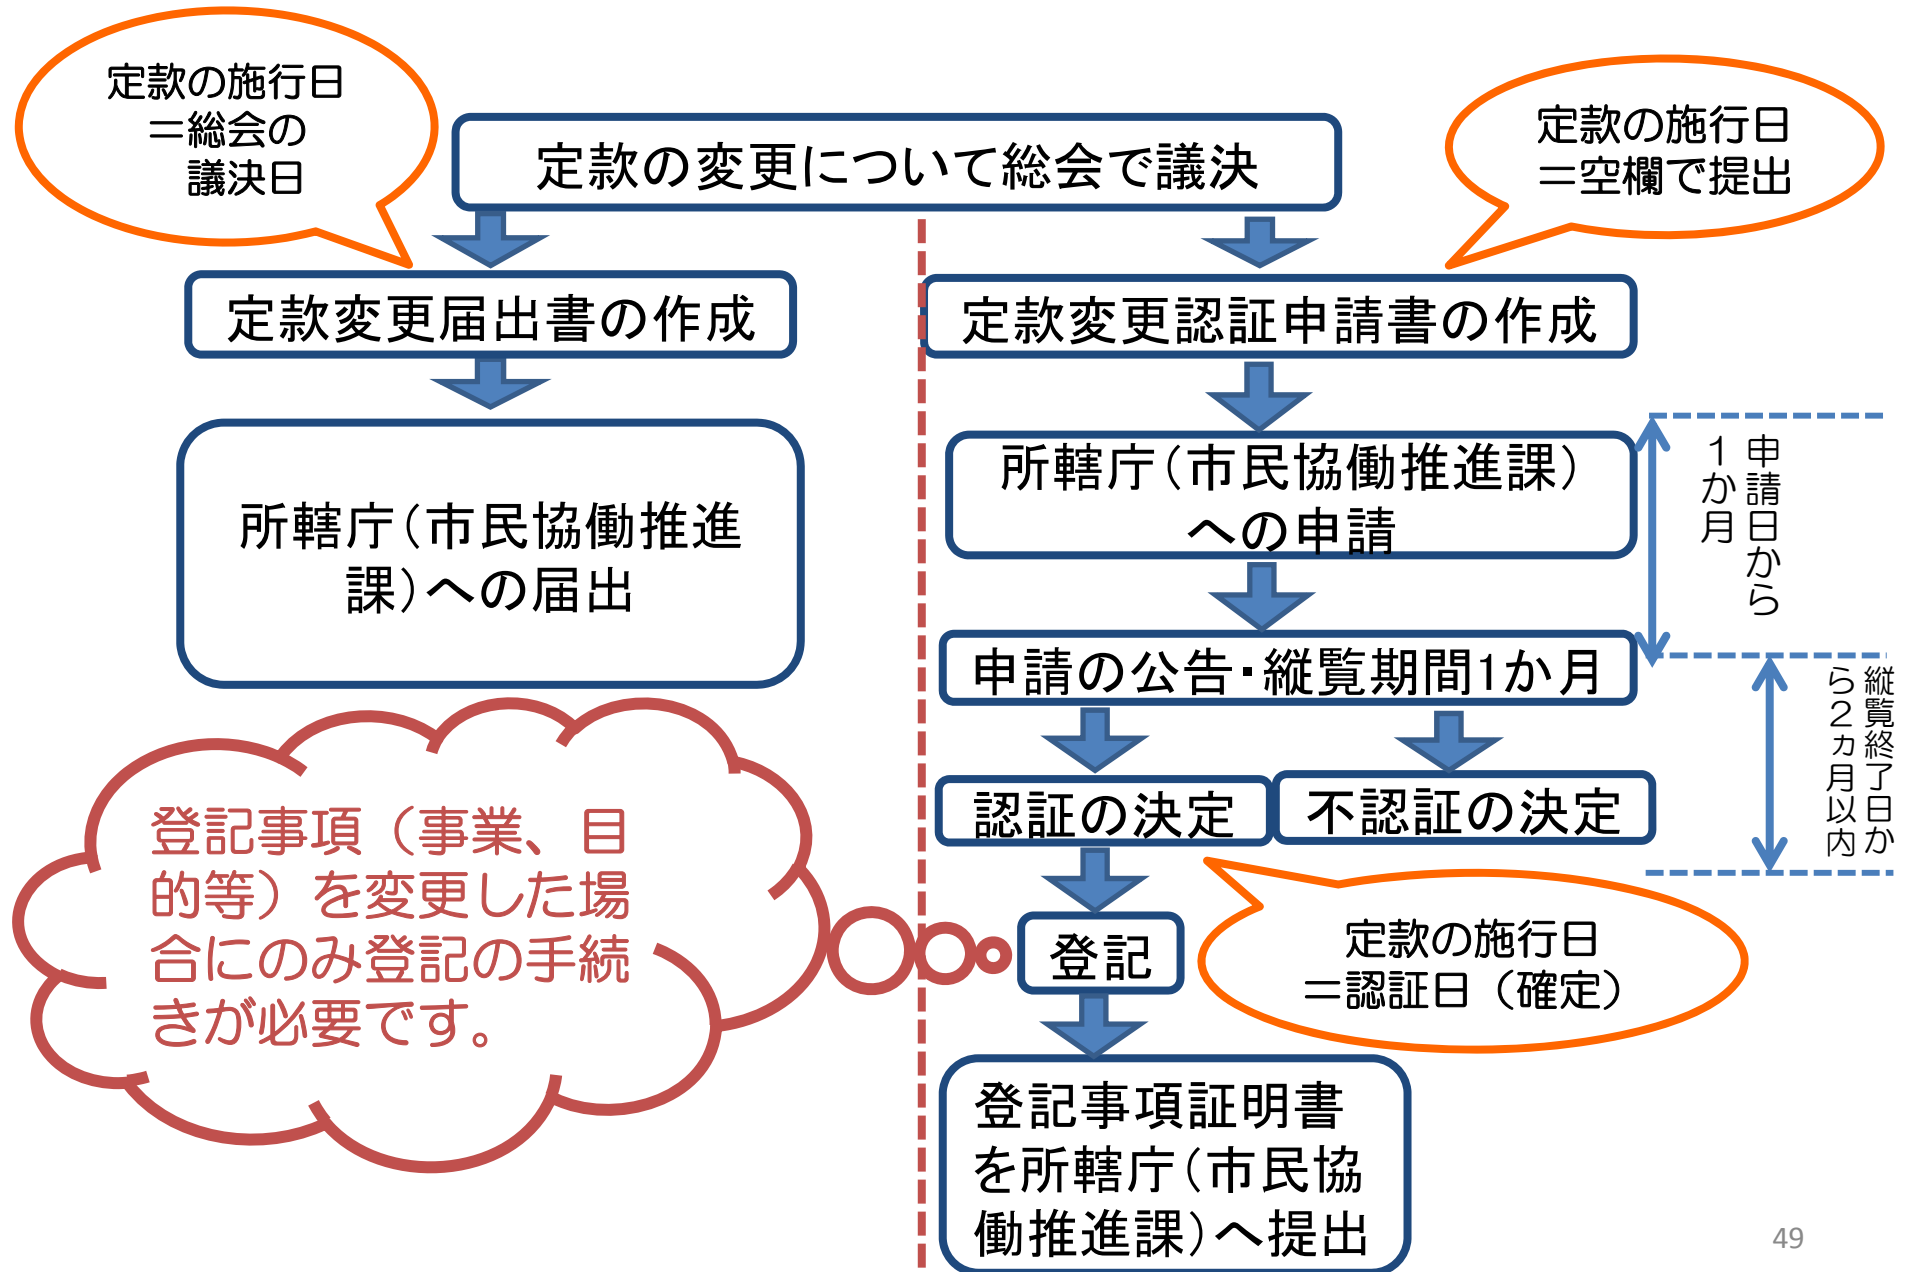 定款の施行日
＝総会の
議決日
定款の変更について総会で議決
定款の施行日
＝空欄で提出
定款変更届出書の作成
定款変更認証申請書の作成
所轄庁(市民協働推進
課)への届出
所轄庁(市民協働推進課)
への申請
申請日から
１か月
申請の公告・縦覧期間1か月
縦覧終了日か
ら２ヵ月以内
認証の決定
不認証の決定
登記事項（事業、目
的等）を変更した場
合にのみ登記の手続
きが必要です。
登記
定款の施行日
＝認証日（確定）
登記事項証明書
を所轄庁(市民協
働推進課)へ提出
49